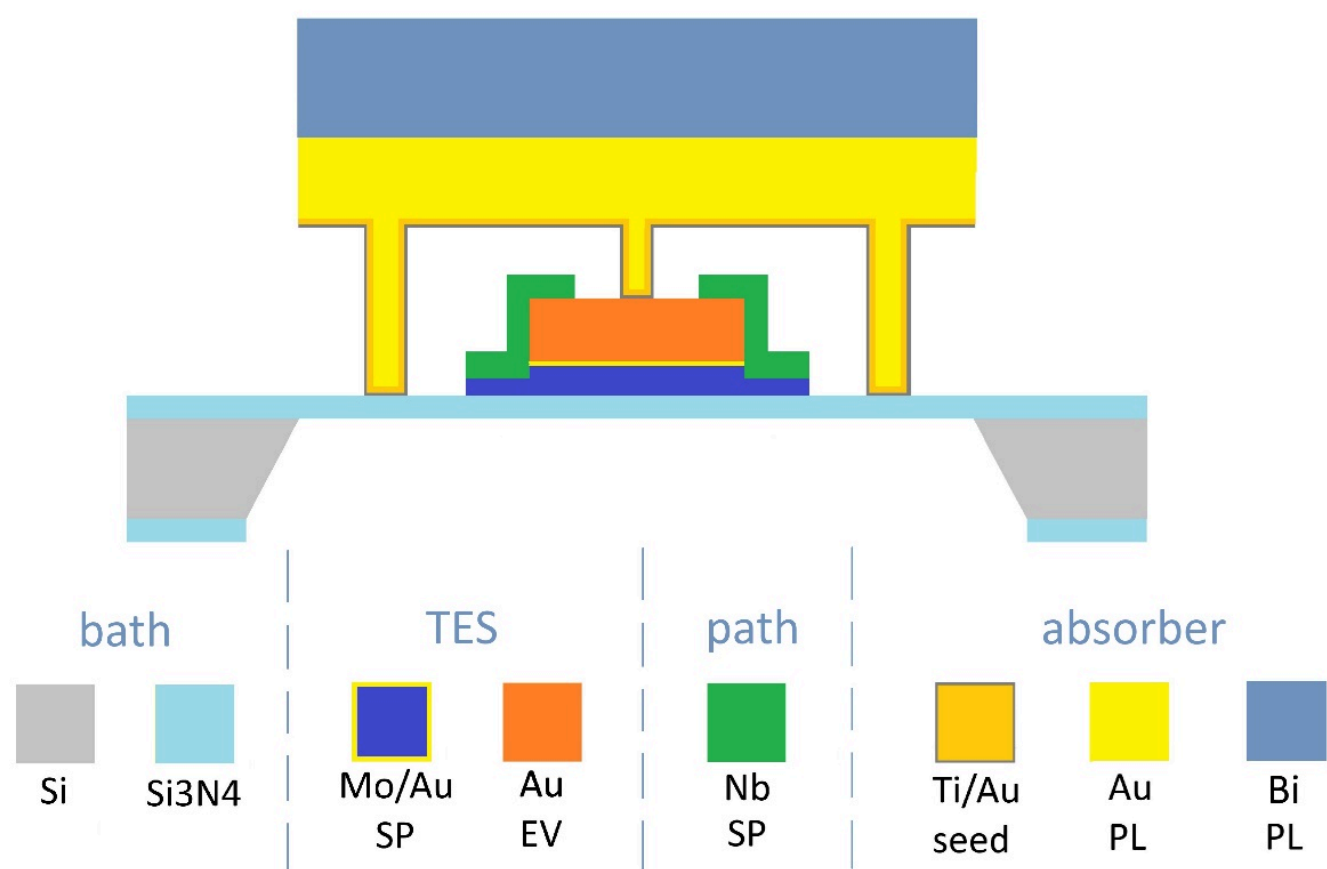 bath
TES
path
absorber
Si
Si3N4
Mo/Au
SP
Au
EV
Nb
SP
Ti/Au
seed
Au
PL
Bi
PL